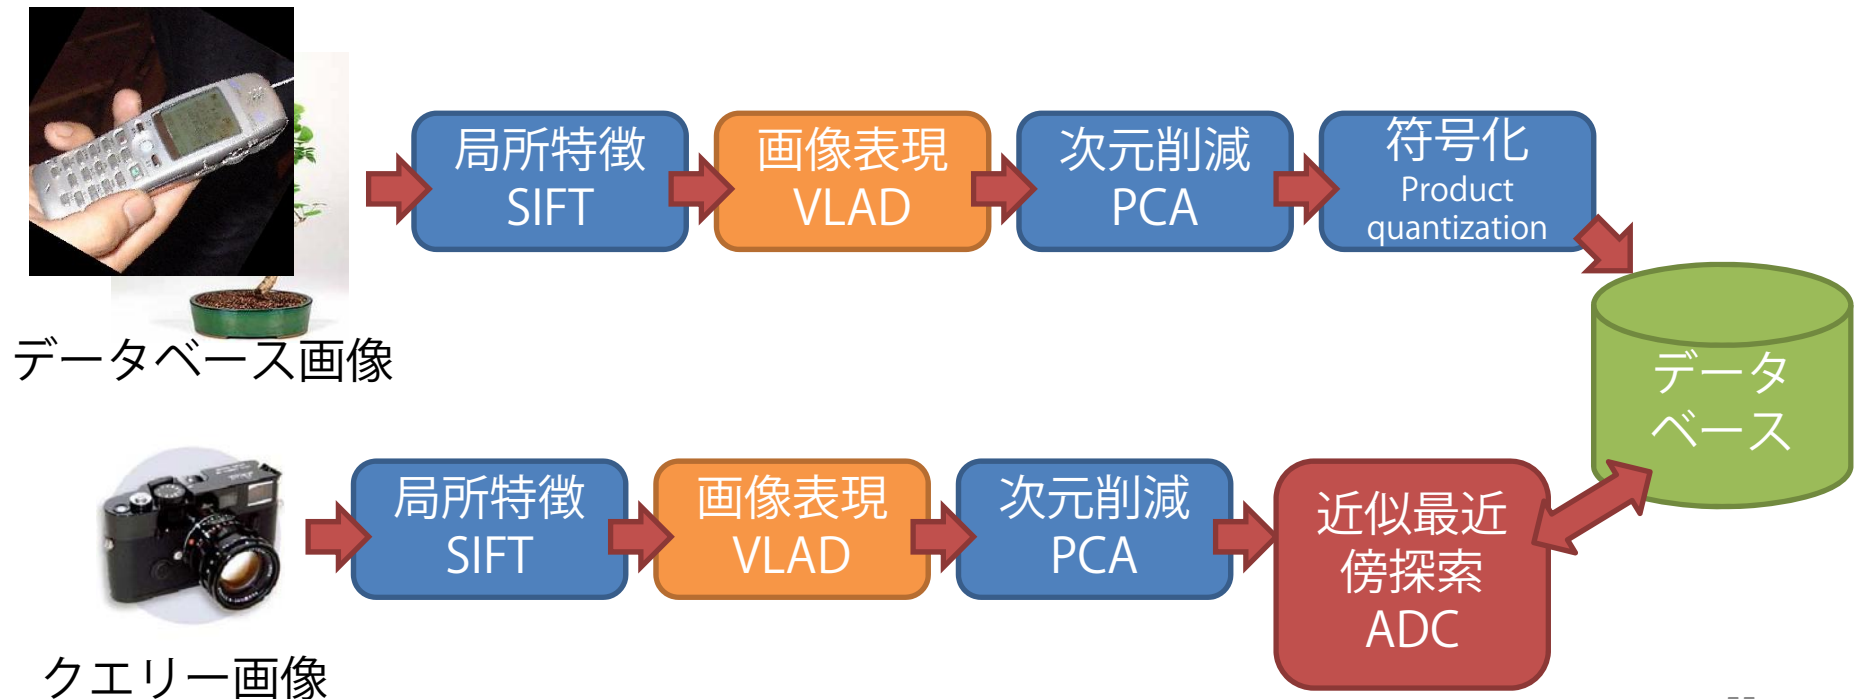 局所特徴
SIFT
画像表現
VLAD
次元削減
PCA
符号化
Product
quantization
データベース画像
データ
ベース
局所特徴
SIFT
画像表現
VLAD
次元削減
PCA
近似最近
傍探索
ADC
クエリー画像